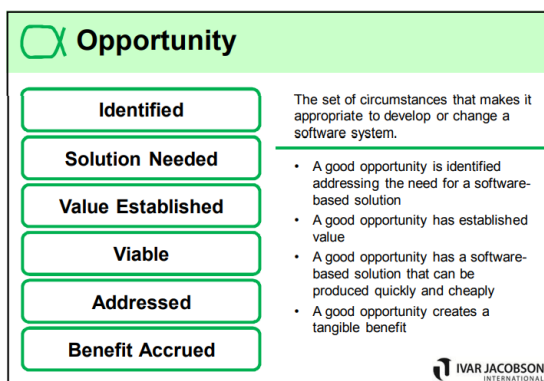 Opportunity
Identified
Solution Needed
Value Established
Viable
Addressed
Benefit Accrued
The set of circumstances that makes it
appropriate to develop or change a
software system.
• A good opportunity is identified
addressing the need for a software-
based solution
• A good opportunity has established
value
• A good opportunity has a software-
based solution that can be
produced quickly and cheaply
• A good opportunity creates a
tangible benefit
IVAR JACOBSON
INTERNATIONAL